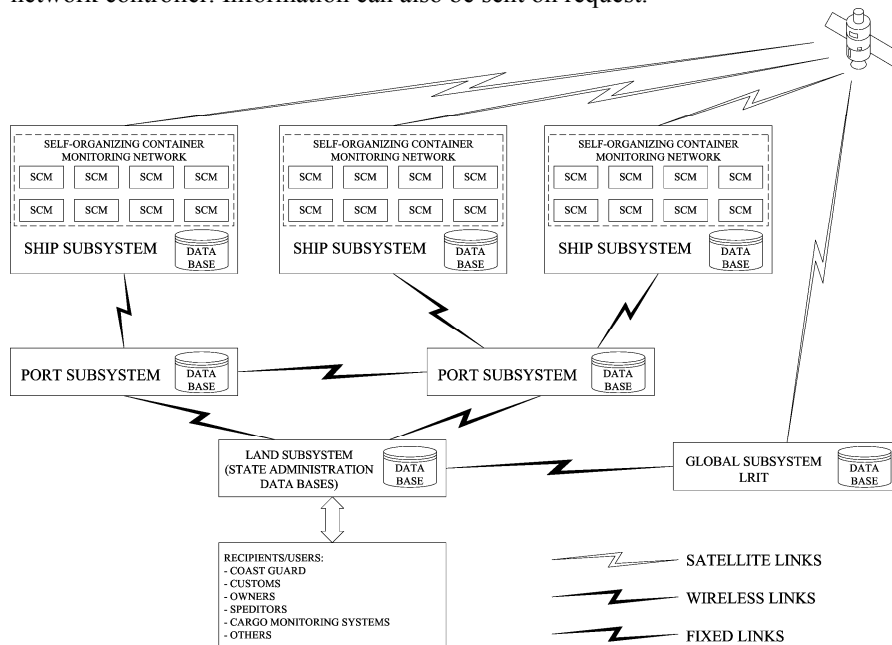 network controller. Information can also be sent on request.
SELF-ORGANIZING CONTAINER
MONITORING NETWORK
SCM SCM SCM SCM
SCM SCM SCM SCM
SHIP SUBSYSTEM
DATA
BASE
SELF-ORGANIZING CONTAINER
MONITORING NETWORK
SCM SCM SCM SCM
SCM SCM SCM SCM
SHIP SUBSYSTEM
DATA
BASE
SELF-ORGANIZING CONTAINER
MONITORING NETWORK
SCM SCM SCM SCM
SCM SCM SCM SCM
SHIP SUBSYSTEM
DATA
BASE
PORT SUBSYSTEM
DATA
BASE
PORT SUBSYSTEM
DATA
BASE
LAND SUBSYSTEM
(STATE ADMINISTRATION
DATA BASES)
DATA
BASE
GLOBAL SUBSYSTEM
LRIT
DATA
BASE
RECIPIENTS/USERS:
- COAST GUARD
- CUSTOMS
- OWNERS
- SPEDITORS
- CARGO MONITORING SYSTEMS
- OTHERS
SATELLITE LINKS
WIRELESS LINKS
FIXED LINKS